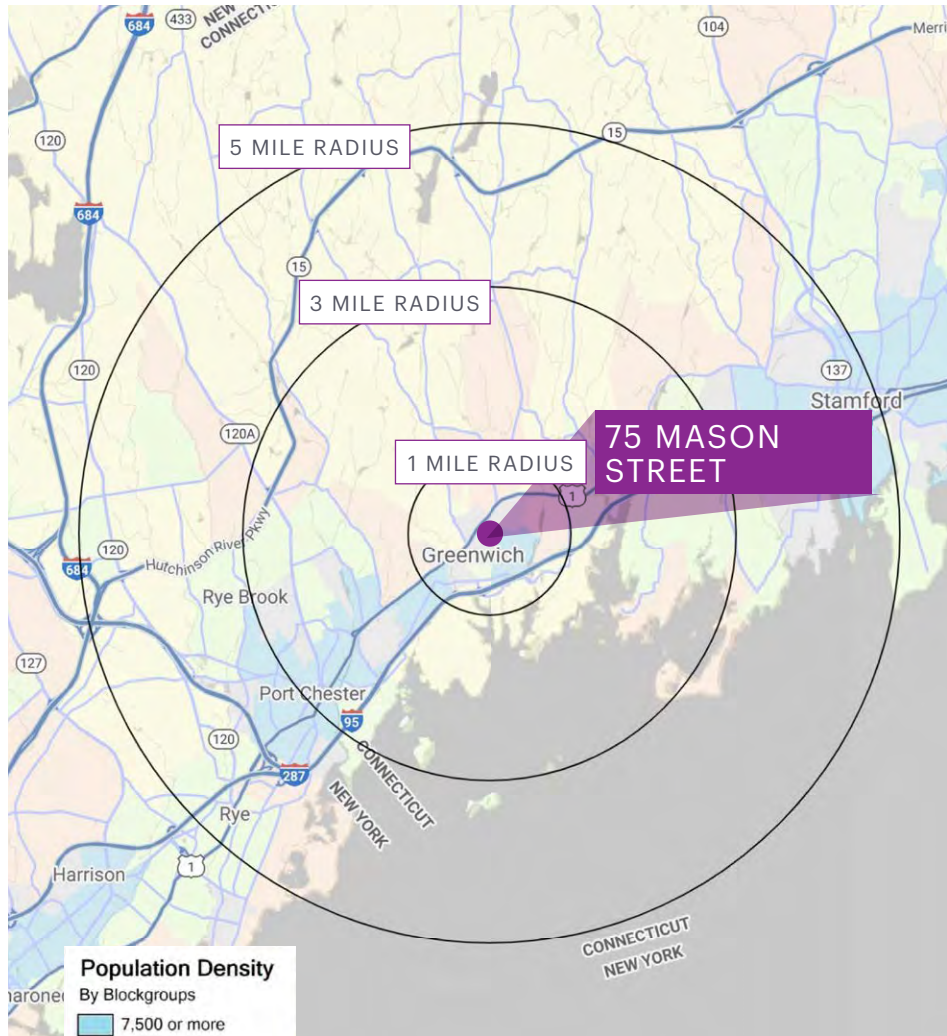 684
433
NEW
CONNECTICUT
104
Merri
120
15
5 MILE RADIUS
684
15
3 MILE RADIUS
120
137
Stamford
120A
75 MASON
STREET
1 MILE RADIUS
1
120
Hutchinson River Pkwy
Greenwich
684
Rye Brook
127
Port Chester
95
120
CONNECTICUT
NEW YORK
287
Rye
1
Harrison
CONNECTICUT
NEW YORK
Population Density
By Blockgroups
maronec
7,500 or more